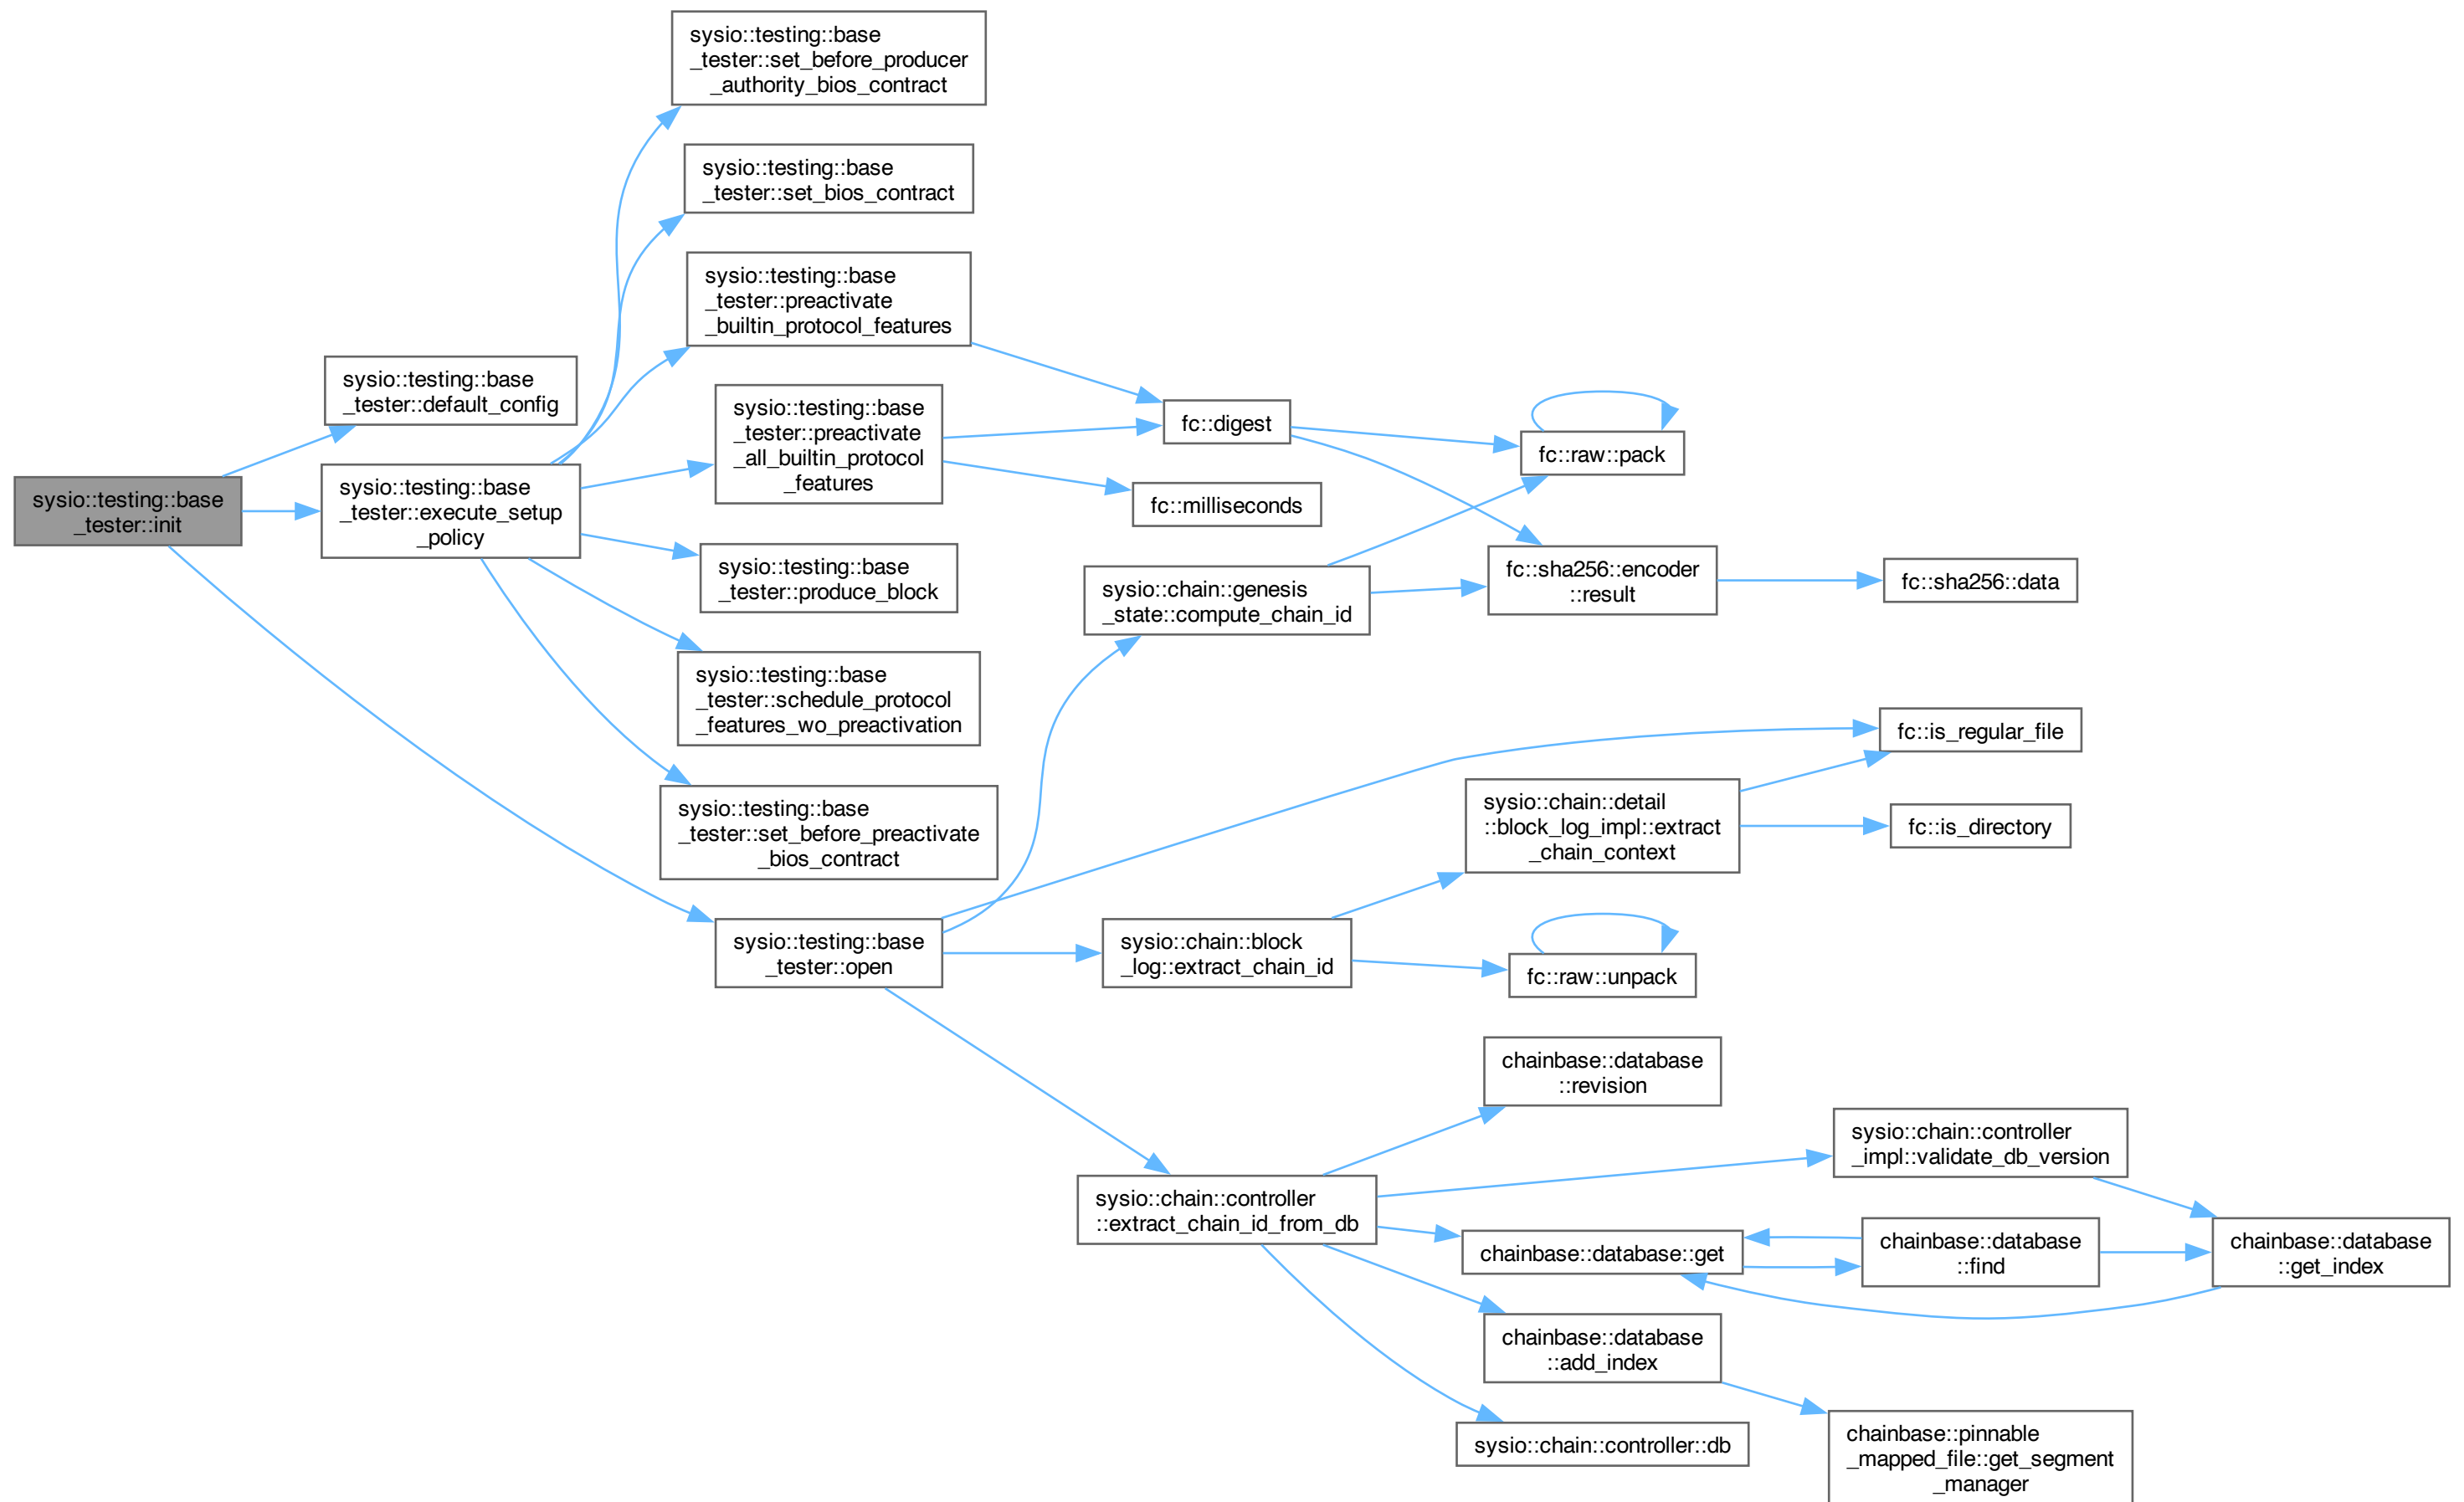 sysio::testing::base
_tester::init
sysio::testing::base
_tester::default_config
sysio::testing::base
_tester::execute_setup
_policy
sysio::testing::base
_tester::set_before_producer
_authority_bios_contract
sysio::testing::base
_tester::set_bios_contract
sysio::testing::base
_tester::preactivate
_builtin_protocol_features
sysio::testing::base
_tester::preactivate
_all_builtin_protocol
_features
sysio::testing::base
_tester::produce_block
sysio::testing::base
_tester::schedule_protocol
_features_wo_preactivation
sysio::testing::base
_tester::set_before_preactivate
_bios_contract
sysio::testing::base
_tester::open
fc::digest
fc::milliseconds
sysio::chain::genesis
_state::compute_chain_id
sysio::chain::block
_log::extract_chain_id
sysio::chain::controller
::extract_chain_id_from_db
fc::raw::pack
fc::sha256::encoder
::result
fc::sha256::data
sysio::chain::detail
::block_log_impl::extract
_chain_context
fc::is_regular_file
fc::is_directory
fc::raw::unpack
chainbase::database
::revision
sysio::chain::controller
_impl::validate_db_version
chainbase::database::get
chainbase::database
::find
chainbase::database
::get_index
chainbase::database
::add_index
sysio::chain::controller::db
chainbase::pinnable
_mapped_file::get_segment
_manager